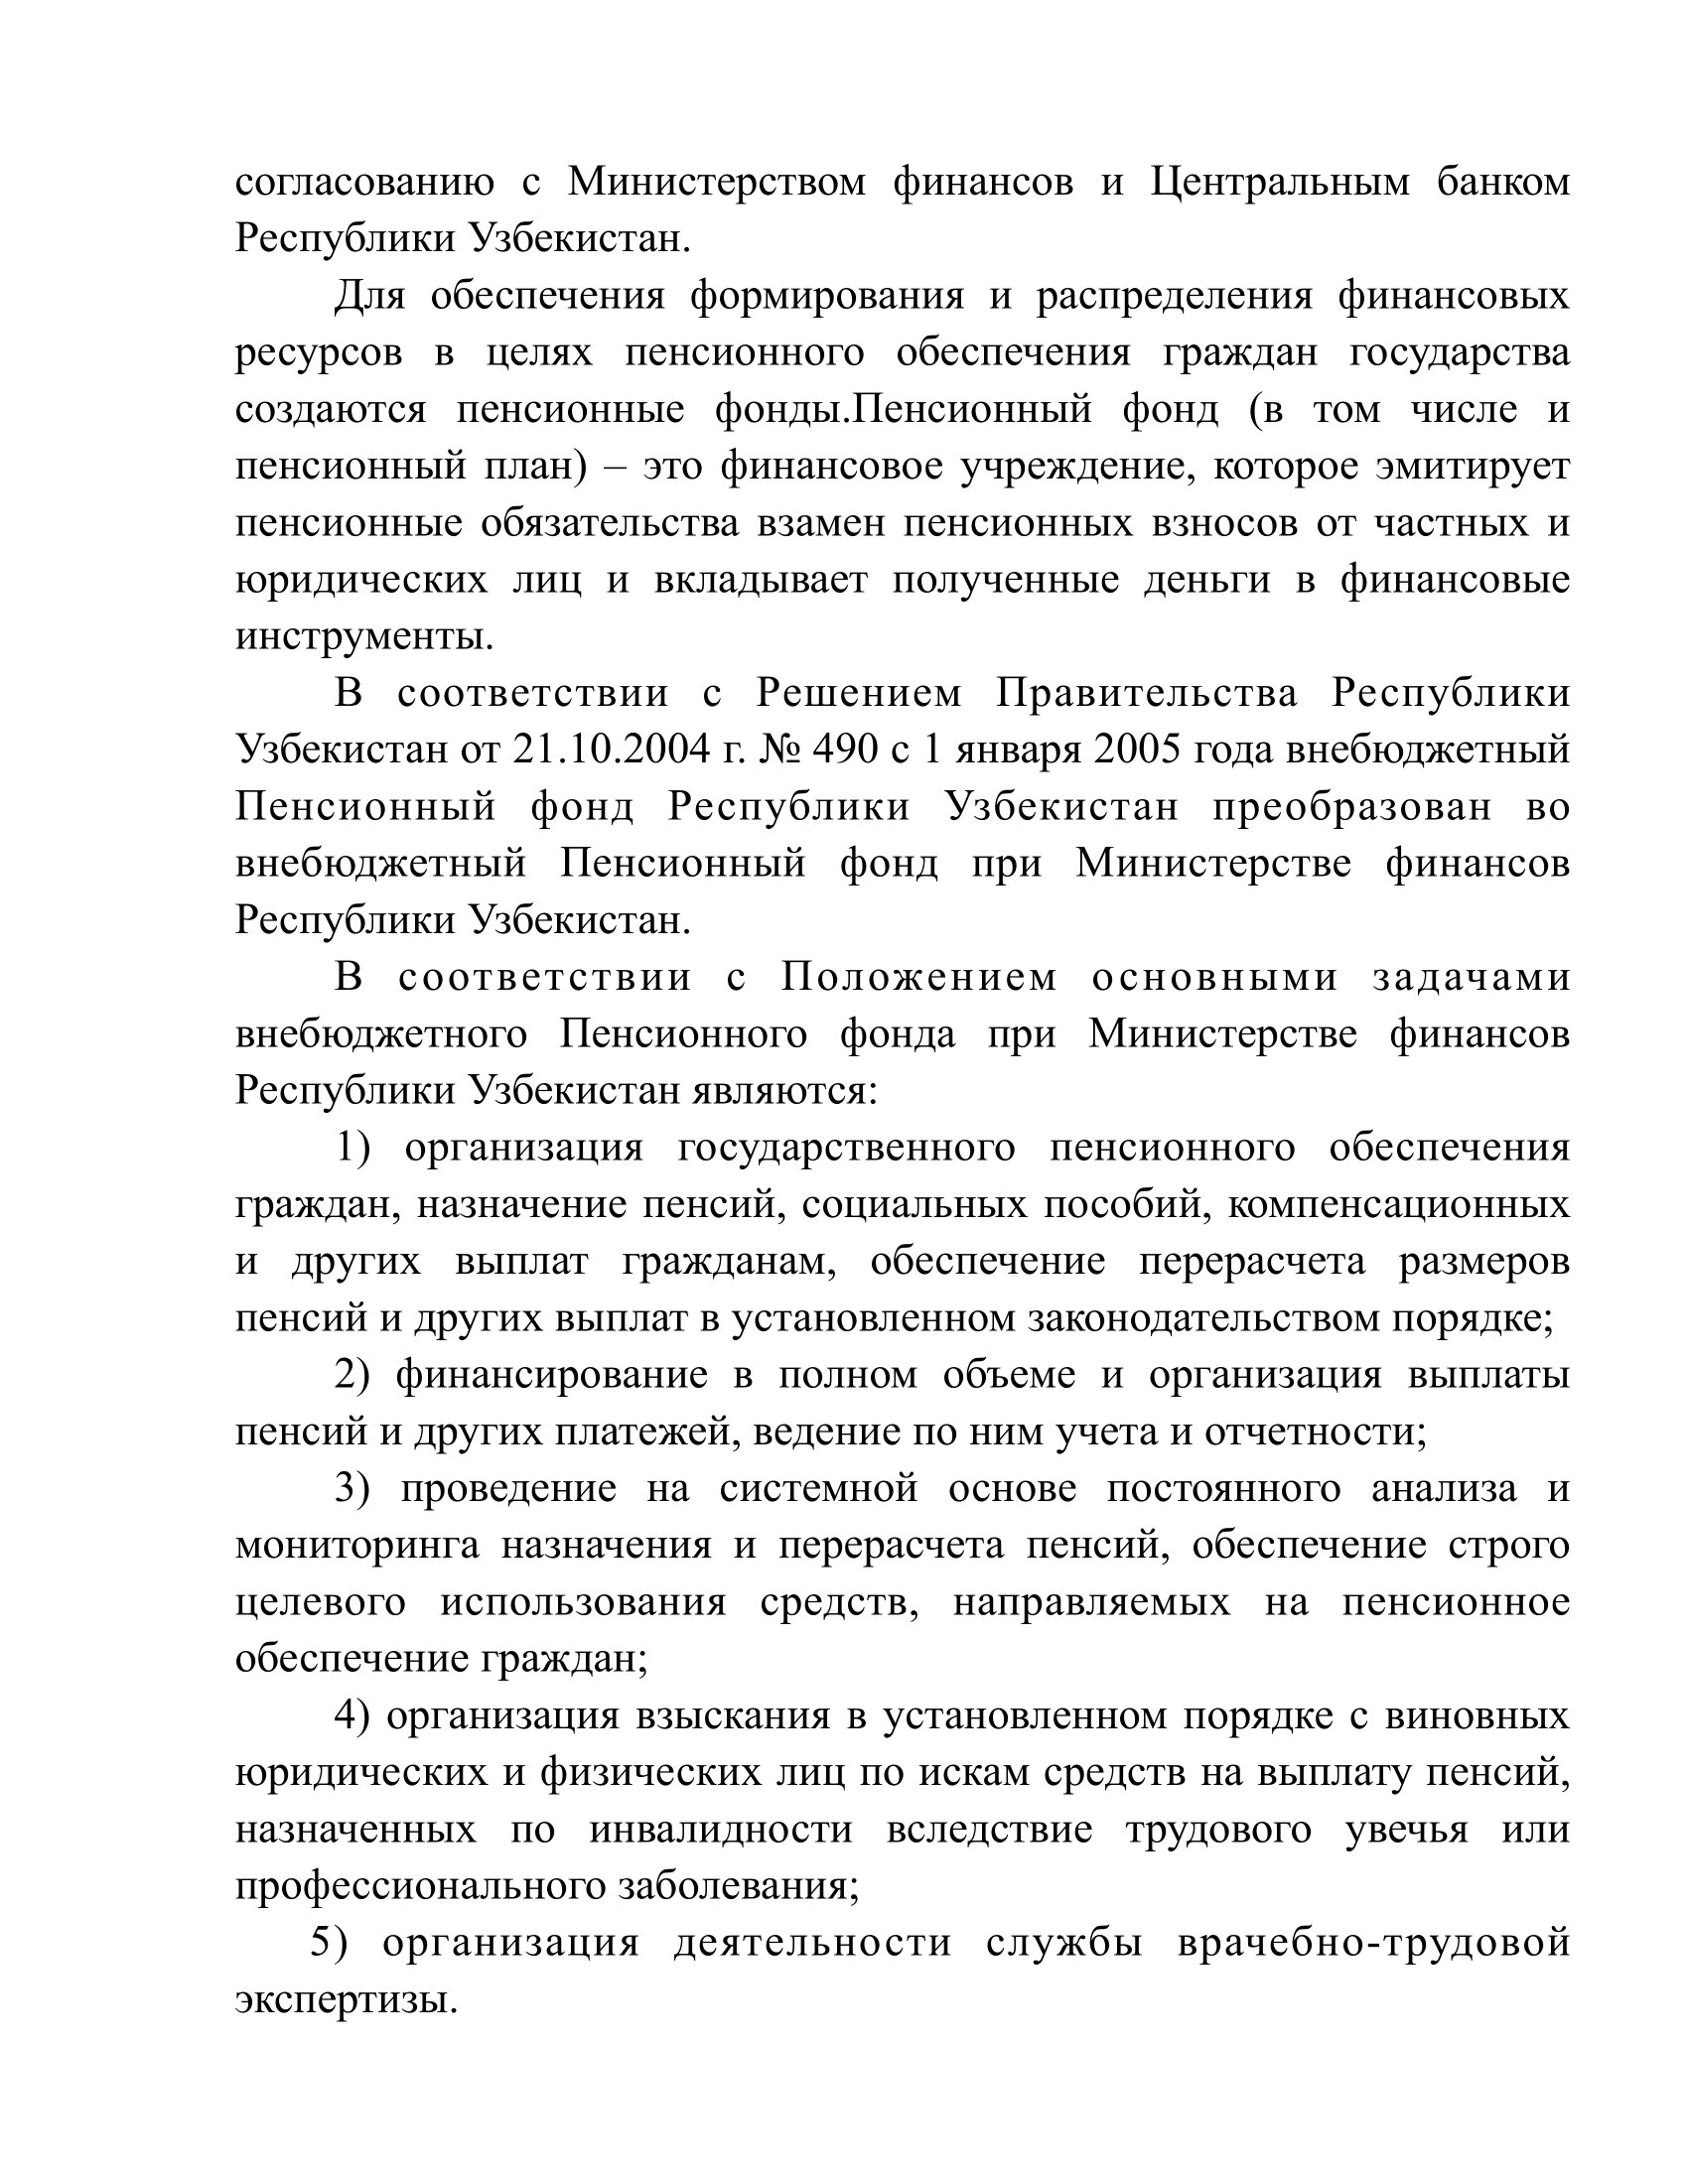 согласованию с Министерством финансов и Центральным банком
Республики Узбекистан.
Для обеспечения формирования и распределения финансовых
ресурсов в целях пенсионного обеспечения граждан государства
создаются пенсионные фонды.Пенсионный фонд (в том числе и
пенсионный план) – это финансовое учреждение, которое эмитирует
пенсионные обязательства взамен пенсионных взносов от частных и
юридических лиц и вкладывает полученные деньги в финансовые
инструменты.
В соответствии с Решением Правительства Республики
Узбекистан от 21.10.2004 г. № 490 с 1 января 2005 года внебюджетный
Пенсионный фонд Республики Узбекистан преобразован во
внебюджетный Пенсионный фонд при Министерстве финансов
Республики Узбекистан.
В соответствии с Положением основными задачами
внебюджетного Пенсионного фонда при Министерстве финансов
Республики Узбекистан являются:
1) организация государственного пенсионного обеспечения
граждан, назначение пенсий, социальных пособий, компенсационных
и других выплат гражданам, обеспечение перерасчета размеров
пенсий и других выплат в установленном законодательством порядке;
2) финансирование в полном объеме и организация выплаты
пенсий и других платежей, ведение по ним учета и отчетности;
3) проведение на системной основе постоянного анализа и
мониторинга назначения и перерасчета пенсий, обеспечение строго
целевого использования средств, направляемых на пенсионное
обеспечение граждан;
4) организация взыскания в установленном порядке с виновных
юридических и физических лиц по искам средств на выплату пенсий,
назначенных по инвалидности вследствие трудового увечья или
профессионального заболевания;
5) организация деятельности службы врачебно-трудовой
экспертизы.